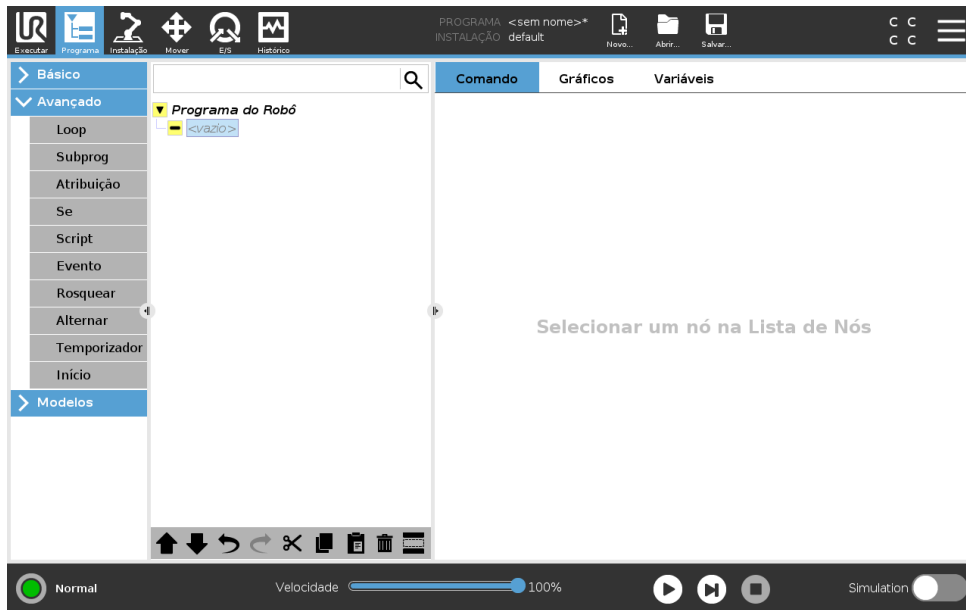 UR
Executar
Programa
Instalação
Mover
E/S
Histórico
PROGRAMA <sem nome>*
INSTALAÇÃO default
Novo...
Abrir...
Salvar...
C C
C C
Básico
Avançado
Loop
Subprog
Atribuição
Se
Script
Evento
Rosquear
Alternar
Temporizador
Início
Modelos
Programa do Robô
<vazio>
Comando
Gráficos
Variáveis
Selecionar um nó na Lista de Nós
Normal
Velocidade
100%
Simulation